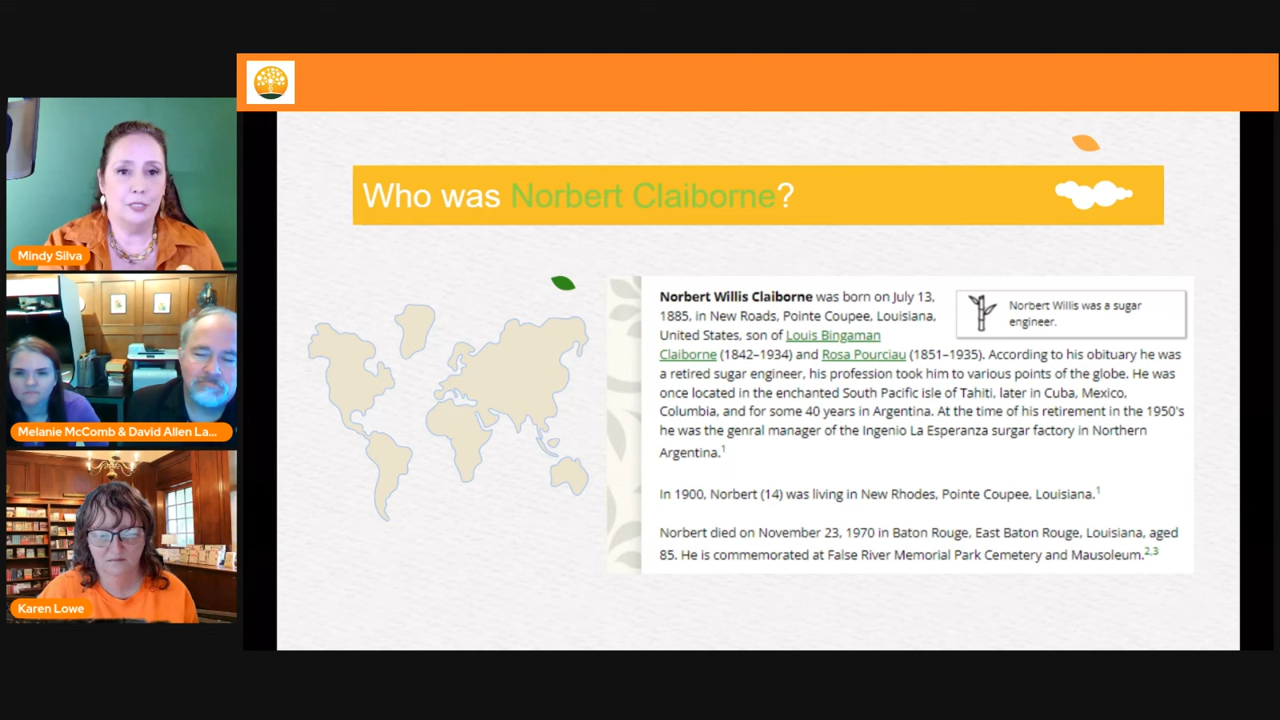 Who was Norbert Claiborne?
Mindy Silva
Melanie McComb & David Allen La...
Karen Lowe
Norbert Willis Claiborne was born on July 13,
1885, in New Roads, Pointe Coupee, Louisiana,
United States, son of Louis Bingaman
Claiborne (1842–1934) and Rosa Pourciau (1851–1935). According to his obituary he was
a retired sugar engineer, his profession took him to various points of the globe. He was
once located in the enchanted South Pacific isle of Tahiti, later in Cuba, Mexico,
Columbia, and for some 40 years in Argentina. At the time of his retirement in the 1950's
he was the genral manager of the Ingenio La Esperanza surgar factory in Northern
Argentina.1
Norbert Willis was a sugar
engineer.
In 1900, Norbert (14) was living in New Rhodes, Pointe Coupee, Louisiana.1
Norbert died on November 23, 1970 in Baton Rouge, East Baton Rouge, Louisiana, aged
85. He is commemorated at False River Memorial Park Cemetery and Mausoleum.2,3